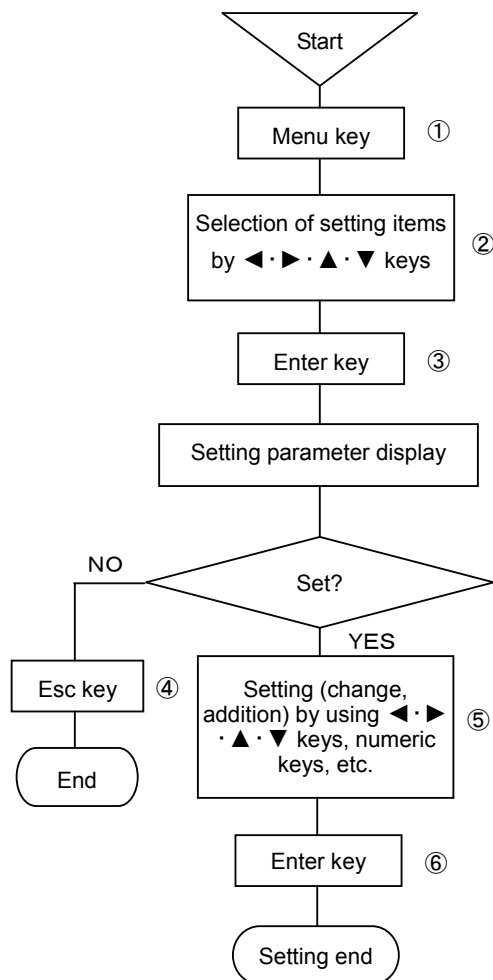 Start
Menu key ①
Selection of setting items ②
by ◀・▶・▲・▼ keys
Enter key ③
Setting parameter display
NO
Set?
YES
Esc key ④
Setting (change,
addition) by using ◀・▶ ⑤
・▲・▼ keys, numeric
keys, etc.
End
Enter key ⑥
Setting end